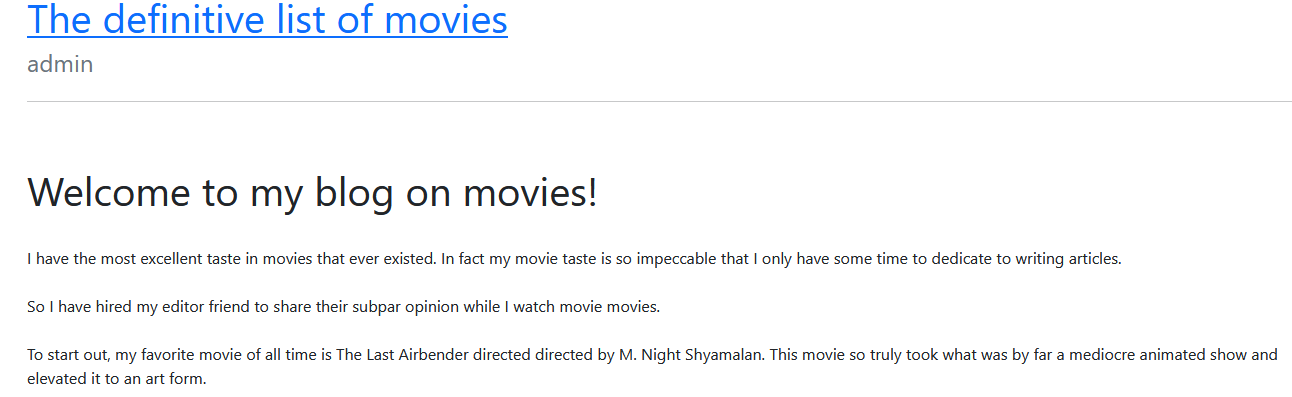 The definitive list of movies
admin
Welcome to my blog on movies!
I have the most excellent taste in movies that ever existed. In fact my movie taste is so impeccable that I only have some time to dedicate to writing articles.
So I have hired my editor friend to share their subpar opinion while I watch movie movies.
To start out, my favorite movie of all time is The Last Airbender directed directed by M. Night Shyamalan. This movie so truly took what was by far a mediocre animated show and
elevated it to an art form.